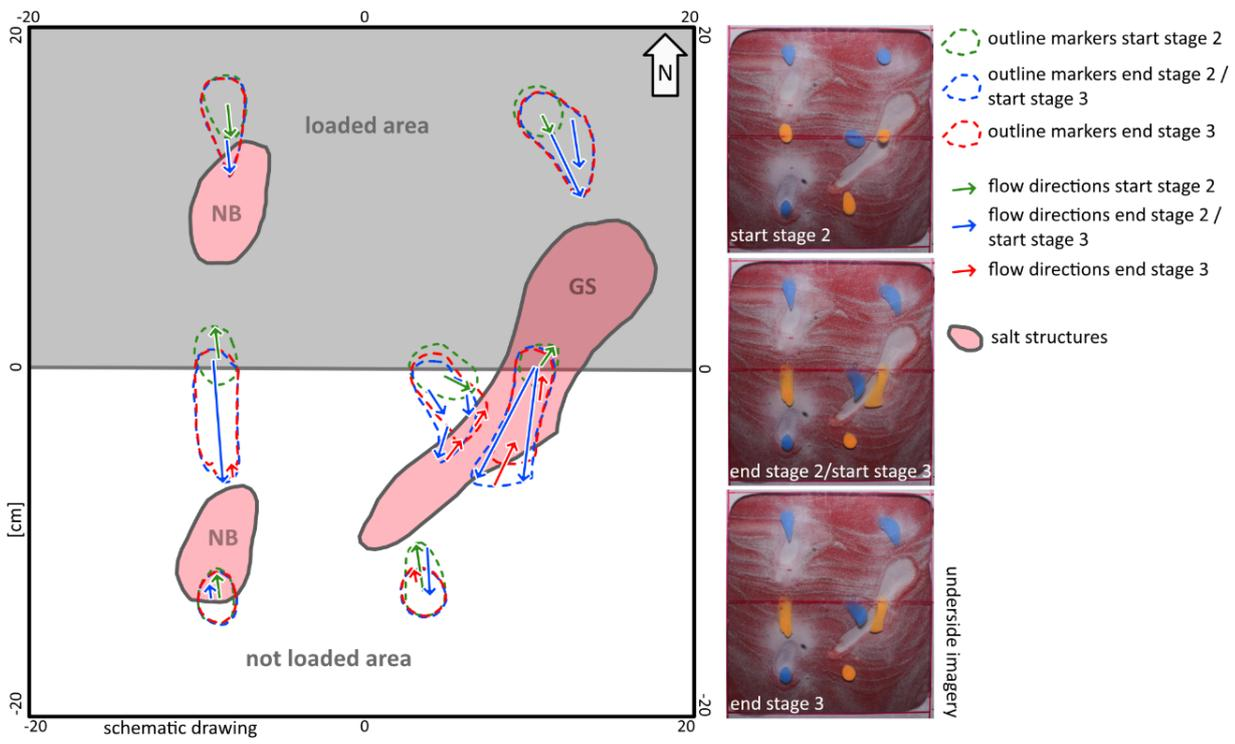 -20
0
20
20
20
N
loaded area
NB
GS
0
0
[cm]
NB
not loaded area
-20
-20
-20
0
20
schematic drawing
start stage 2
end stage 2/start stage 3
end stage 3
underside imagery
outline markers start stage 2
outline markers end stage 2 /
start stage 3
outline markers end stage 3
flow directions start stage 2
flow directions end stage 2 /
start stage 3
flow directions end stage 3
salt structures